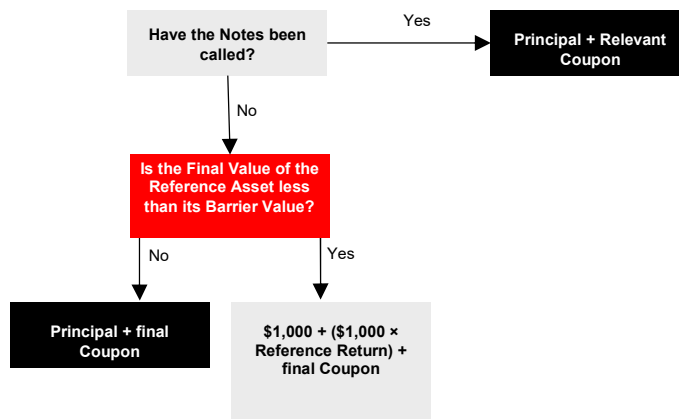 Have the Notes been
called?
Yes
Principal + Relevant
Coupon
No
Is the Final Value of the
Reference Asset less
than its Barrier Value?
No
Yes
Principal + final
Coupon
$1,000 + ($1,000 ×
Reference Return) +
final Coupon